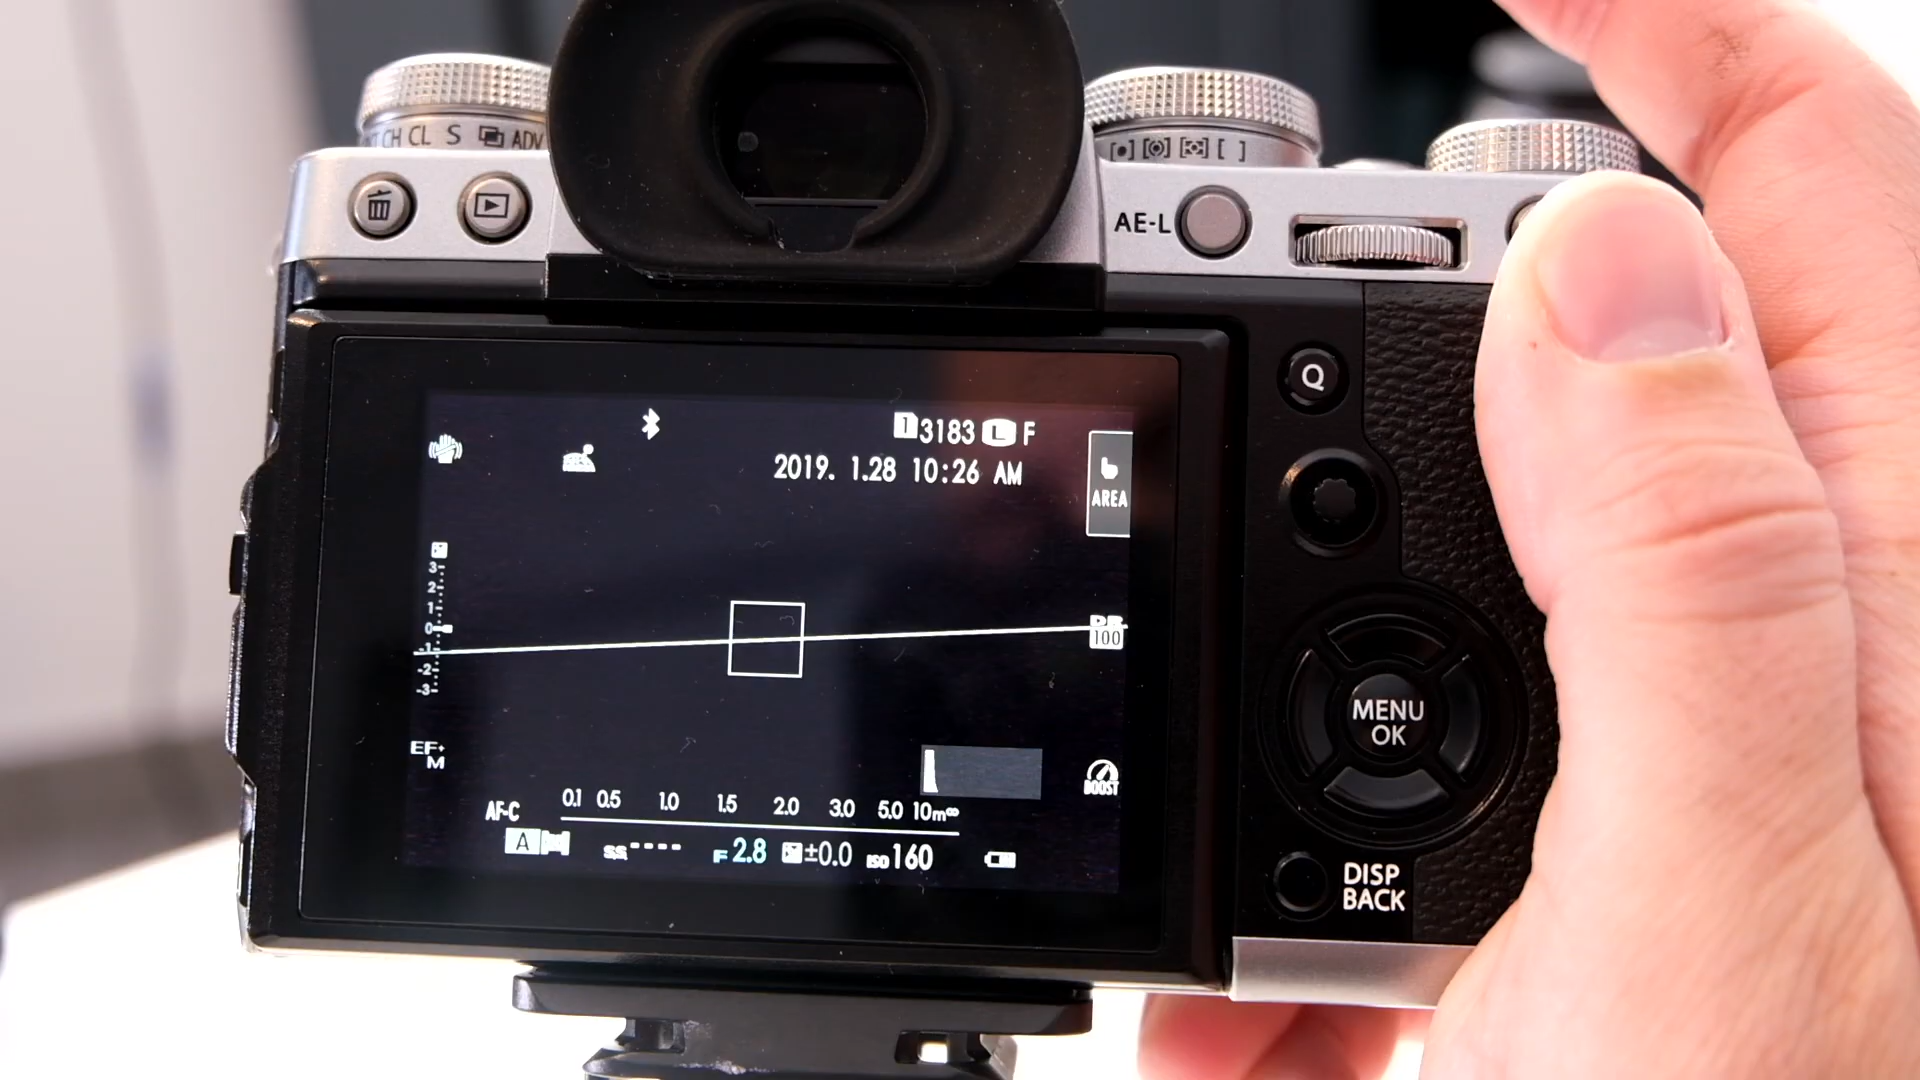 CH CL S ADV
AE-L
Q
1 3183 L F
2019. 1.28 10:26 AM
AREA
3
2
1
0
-1
-2
-3
DR
100
MENU
OK
EF+
M
BOOST
AF-C 0.1 0.5 1.0 1.5 2.0 3.0 5.0 10m∞
A SS ---- F2.8 ±0.0 ISO 160
DISP
BACK